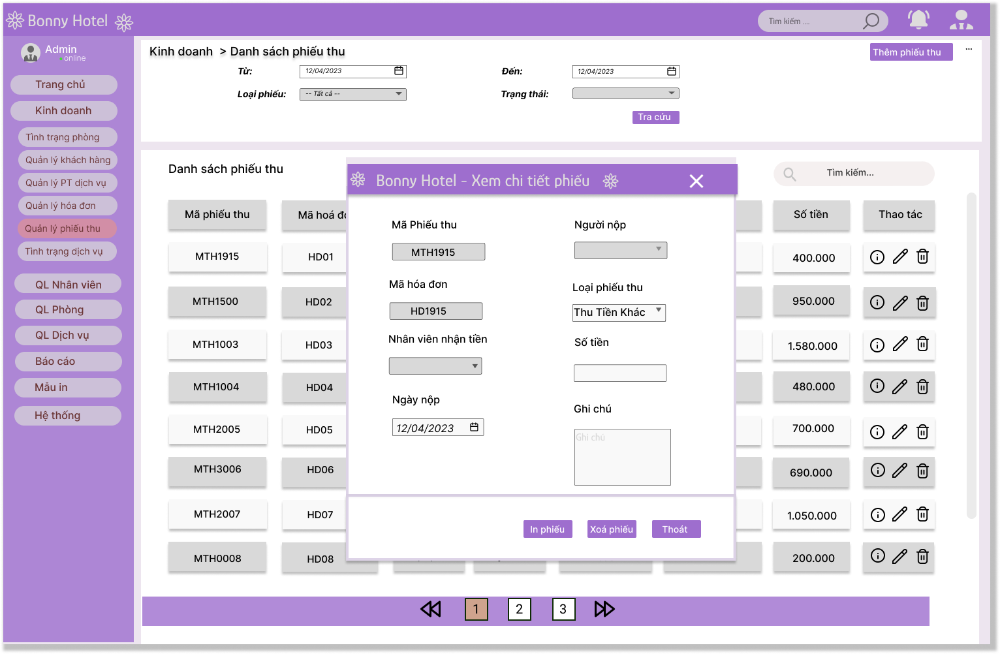 Bonny Hotel
Tìm kiếm ....
Admin
online
Trang chủ
Kinh doanh
Tình trạng phòng
Quản lý khách hàng
Quản lý PT dịch vụ
Quản lý hóa đơn
Quản lý phiếu thu
Tình trạng dịch vụ
QL Nhân viên
QL Phòng
QL Dịch vụ
Báo cáo
Mẫu in
Hệ thống
Kinh doanh > Danh sách phiếu thu
Thêm phiếu thu ...
Từ: 12/04/2023 Đến: 12/04/2023
Loại phiếu: -- Tất cả -- Trạng thái:
Tra cứu
Danh sách phiếu thu
Tìm kiếm...
Mã phiếu thu Mã hoá Số tiền Thao tác
MTH1915 HD01 400.000
MTH1500 HD02 950.000
MTH1003 HD03 1.580.000
MTH1004 HD04 480.000
MTH2005 HD05 700.000
MTH3006 HD06 690.000
MTH2007 HD07 1.050.000
MTH0008 HD08 200.000
Bonny Hotel - Xem chi tiết phiếu
Mã Phiếu thu Người nộp
MTH1915
Mã hóa đơn Loại phiếu thu
HD1915 Thu Tiền Khác
Nhân viên nhận tiền Số tiền
Ngày nộp Ghi chú
12/04/2023 Ghi chú
In phiếu Xoá phiếu Thoát
1 2 3